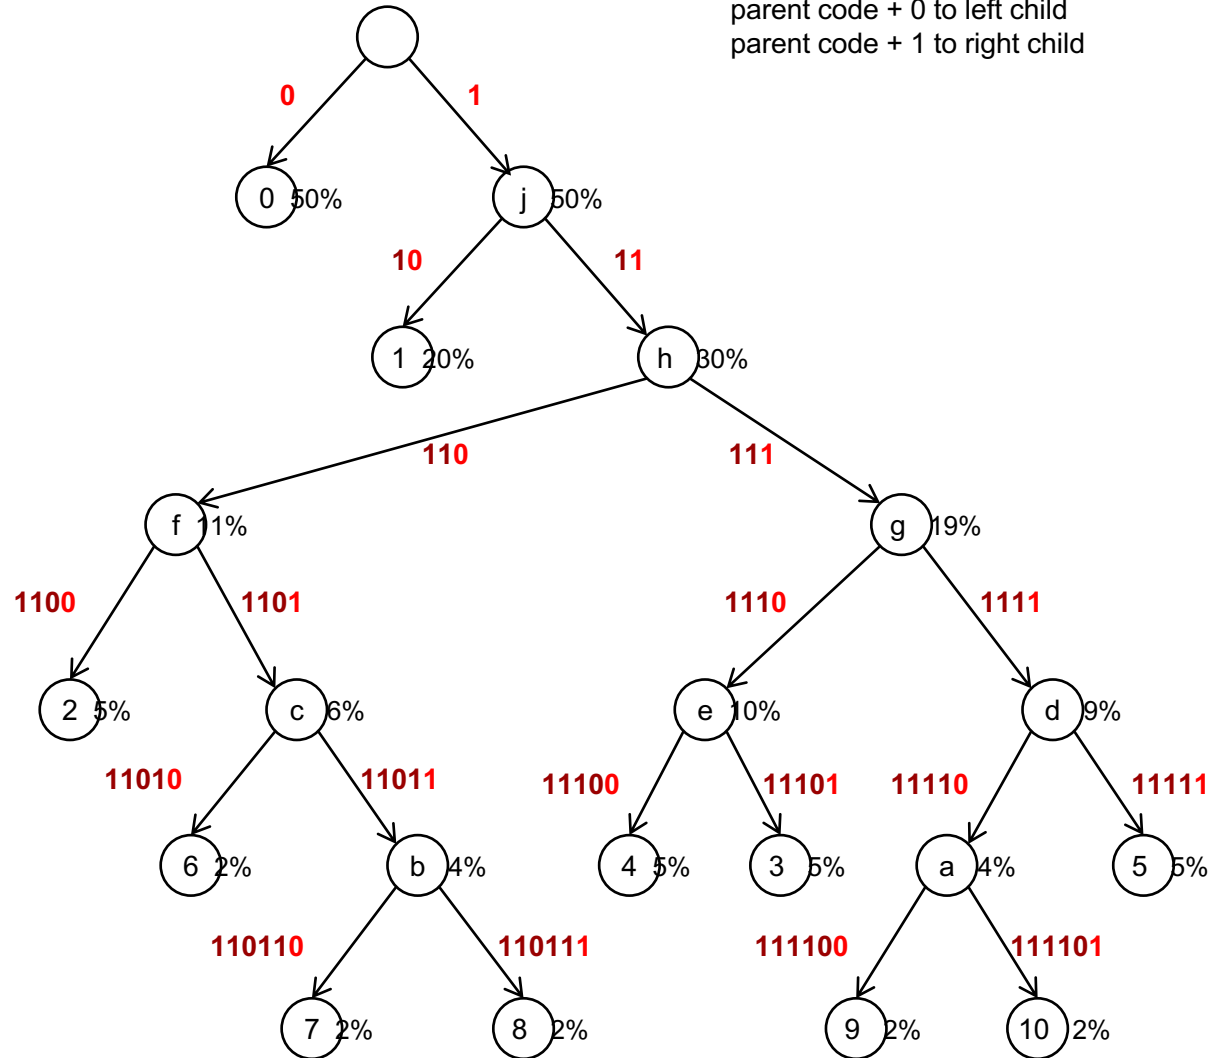 parent code + 0 to left child
parent code + 1 to right child
0 1
0 50% j 50%
10 11
1 20% h 30%
110 111
f 11% g 19%
1100 1101 1110 1111
2 5% c 6% e 10% d 9%
11010 11011 11100 11101 11110 11111
6 2% b 4% 4 5% 3 5% a 4% 5 5%
110110 110111 111100 111101
7 2% 8 2% 9 2% 10 2%